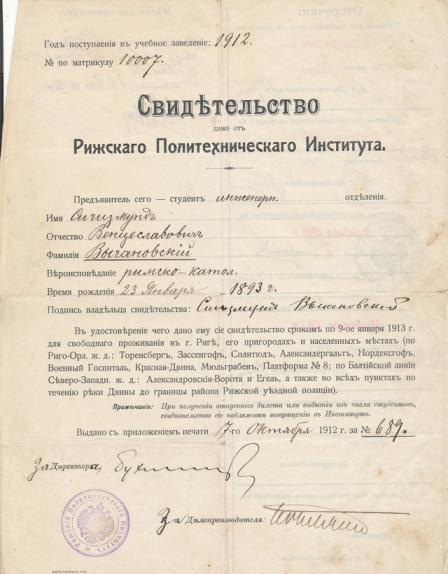 Годъ поступленія въ учебное заведеніе: 1912.
№ по матрикулу 10007.
Свидѣтельство
дано отъ
Рижскаго Политехническаго Института.
Предъявитель сего — студентъ инженерн. отдѣленія.
Имя Сигизмундъ
Отчество Венцеславовичъ
Фамилія Выгановскій
Вѣроисповѣданіе римско-катол.
Время рожденія 23 Января 1893 г.
Подпись владѣльца свидѣтельства: Сигизмундъ Выгановскій
Въ удостовѣреніе чего дано ему сіе свидѣтельство срокомъ по 9-ое января 1913 г.
для свободнаго проживанія въ г. Ригѣ, его пригородахъ и населенныхъ мѣстахъ (по
Риго-Орл. ж. д.: Торенсбергъ, Зассенгофъ, Солитюдъ, Александергальтъ, Нордексгофъ,
Военный Госпиталь, Красная-Двина, Мюльграбенъ, Платформа № 8; по Балтійской линіи
Сѣверо-Западн. ж. д.: Александровскія-Ворота и Егель, а также во всѣхъ пунктахъ по
теченію рѣки Двины до границы района Рижской уѣздной полиціи).
Примѣчаніе: При полученіи отпускного билета или выбытіи изъ числа студентовъ,
свидѣтельство сіе подлежитъ возвращенію въ Институтъ.
Выдано съ приложеніемъ печати 17-го Октября 1912 г. за № 689.
За Директора,
За Дѣлопроизводителя: